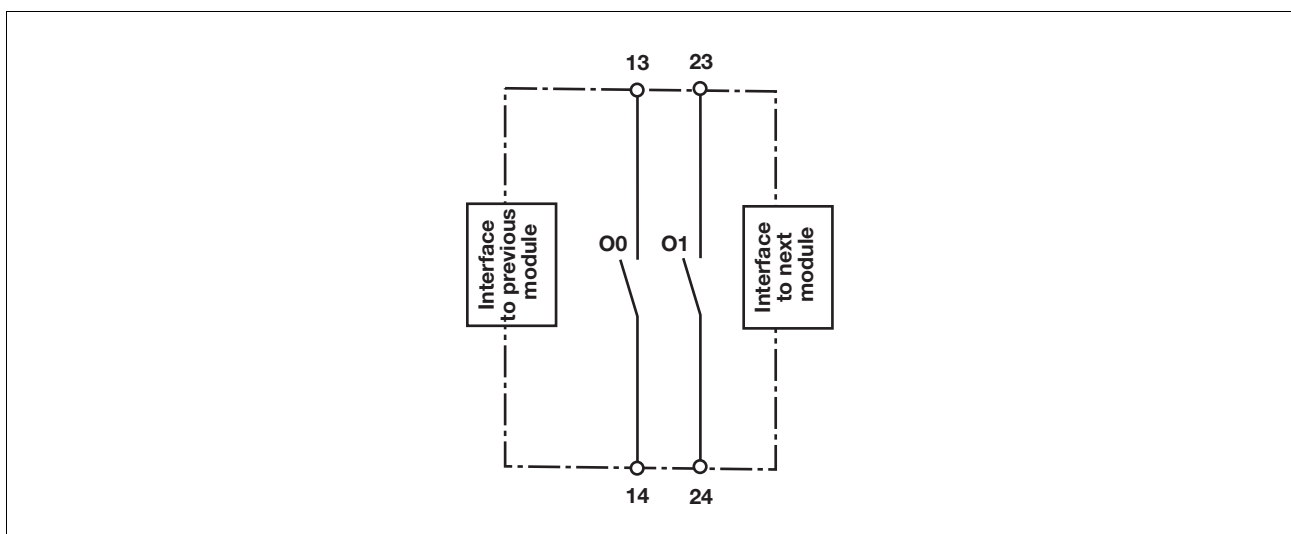 13
23
Interface
to previous
module
O0
O1
Interface
to next
module
14
24